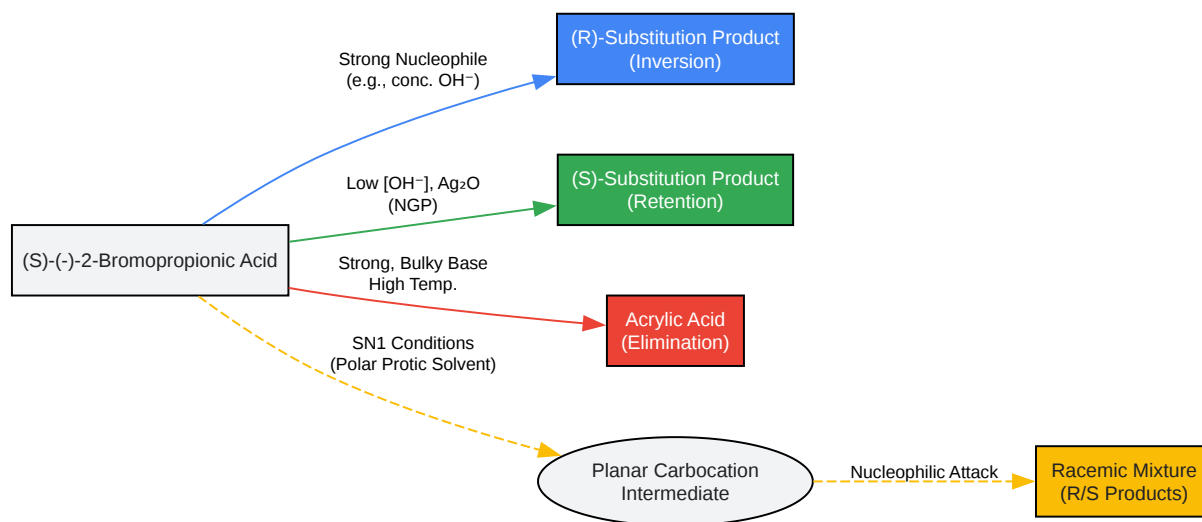 (R)-Substitution Product
(Inversion)
Strong Nucleophile
(e.g., conc. OH⁻)
(S)-Substitution Product
(Retention)
Low [OH⁻], Ag₂O
(NGP)
(S)-(-)-2-Bromopropionic Acid
Strong, Bulky Base
High Temp.
Acrylic Acid
(Elimination)
SN1 Conditions
(Polar Protic Solvent)
Planar Carbocation
Intermediate
Nucleophilic Attack
Racemic Mixture
(R/S Products)